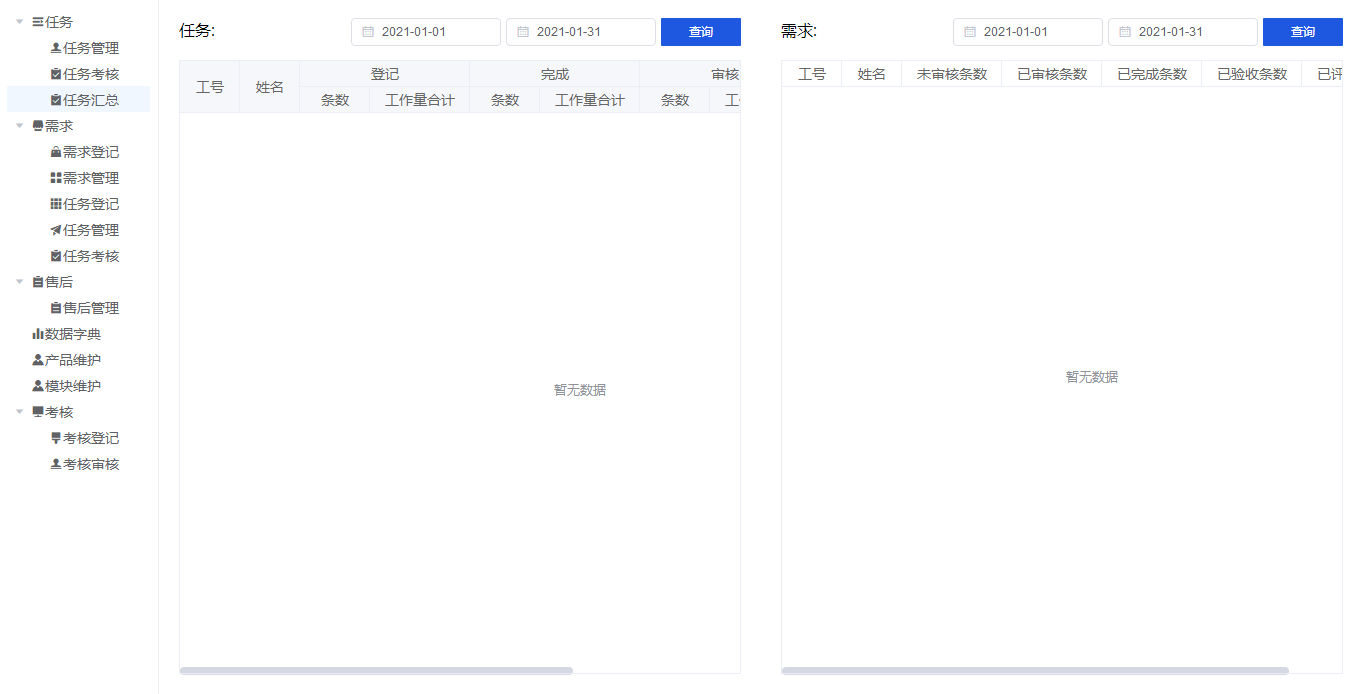 任务
任务管理
任务考核
任务汇总
需求
需求登记
需求管理
任务登记
任务管理
任务考核
售后
售后管理
数据字典
产品维护
模块维护
考核
考核登记
考核审核
任务: 2021-01-01 2021-01-31 查询
工号 姓名 登记 完成 审核
条数 工作量合计 条数 工作量合计 条数 工
暂无数据
需求: 2021-01-01 2021-01-31 查询
工号 姓名 未审核条数 已审核条数 已完成条数 已验收条数 已评
暂无数据